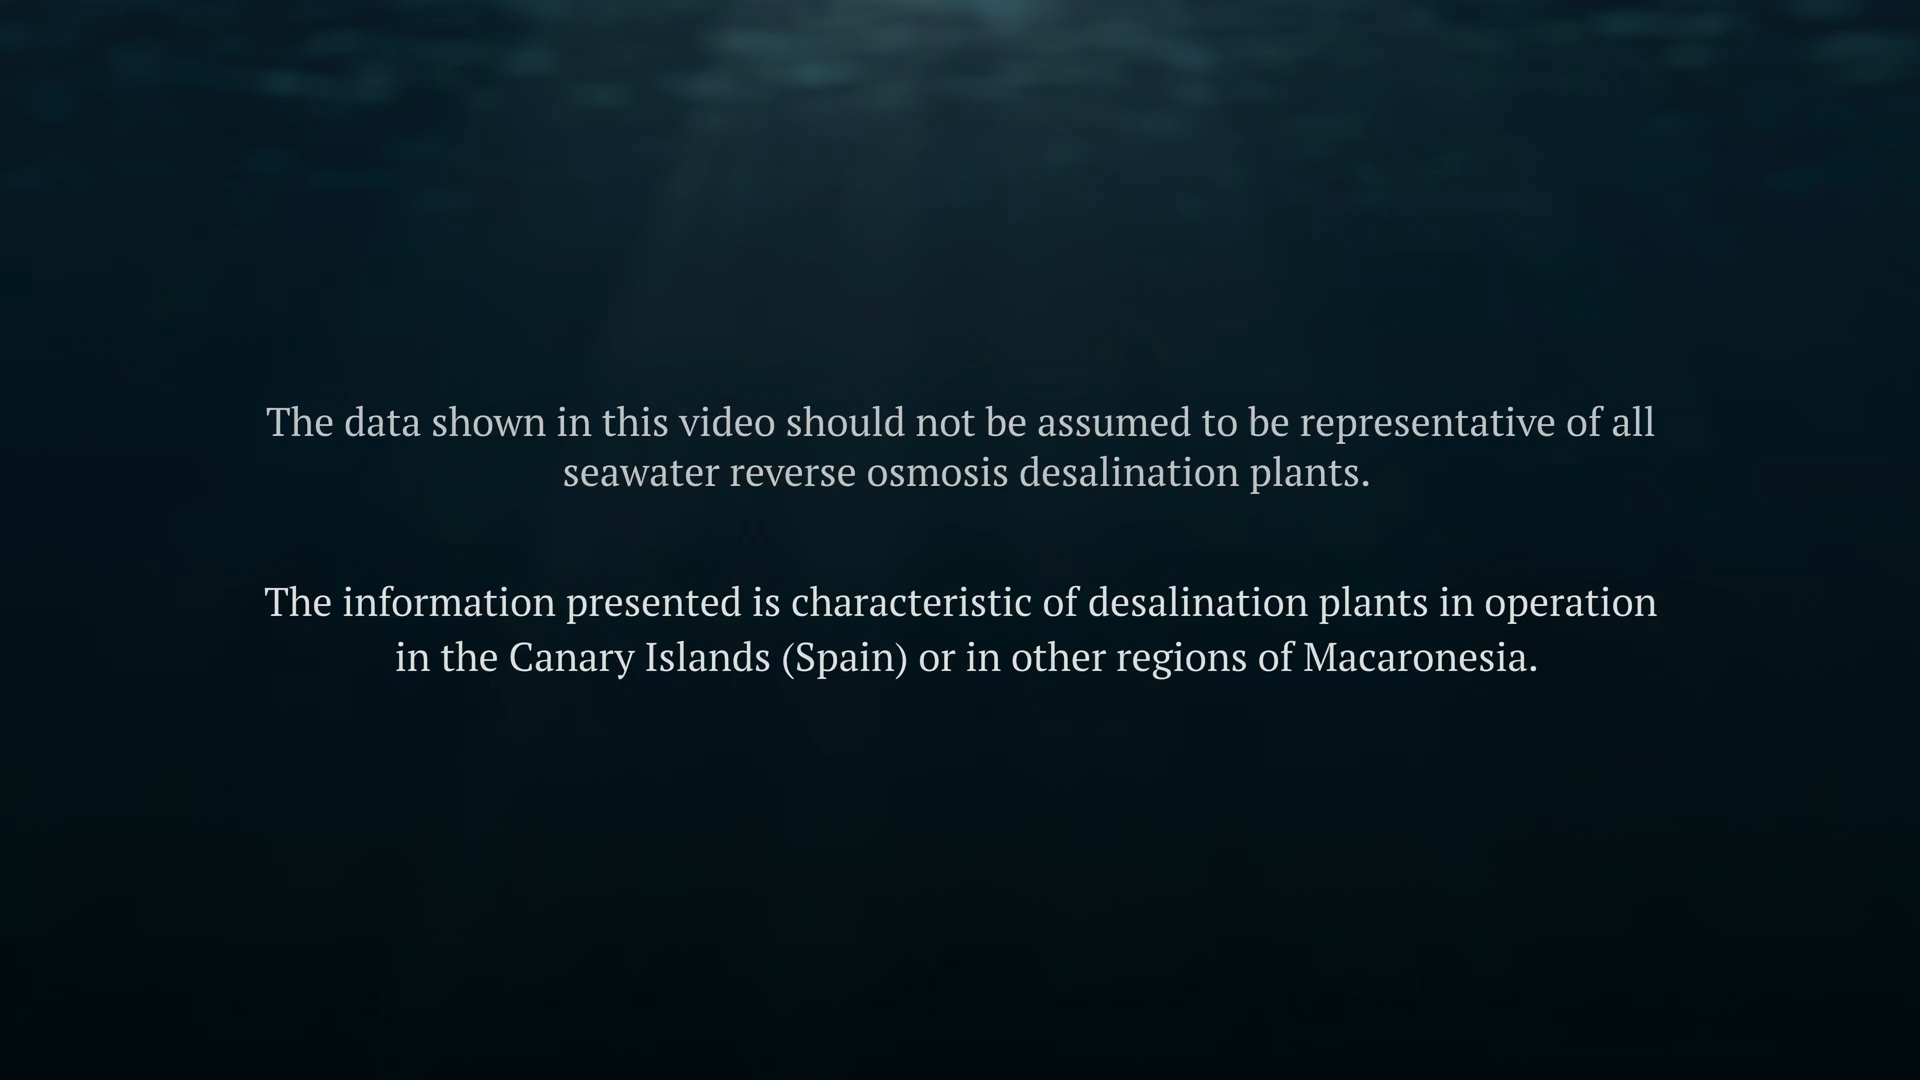 The data shown in this video should not be assumed to be representative of all
seawater reverse osmosis desalination plants.
The information presented is characteristic of desalination plants in operation
in the Canary Islands (Spain) or in other regions of Macaronesia.